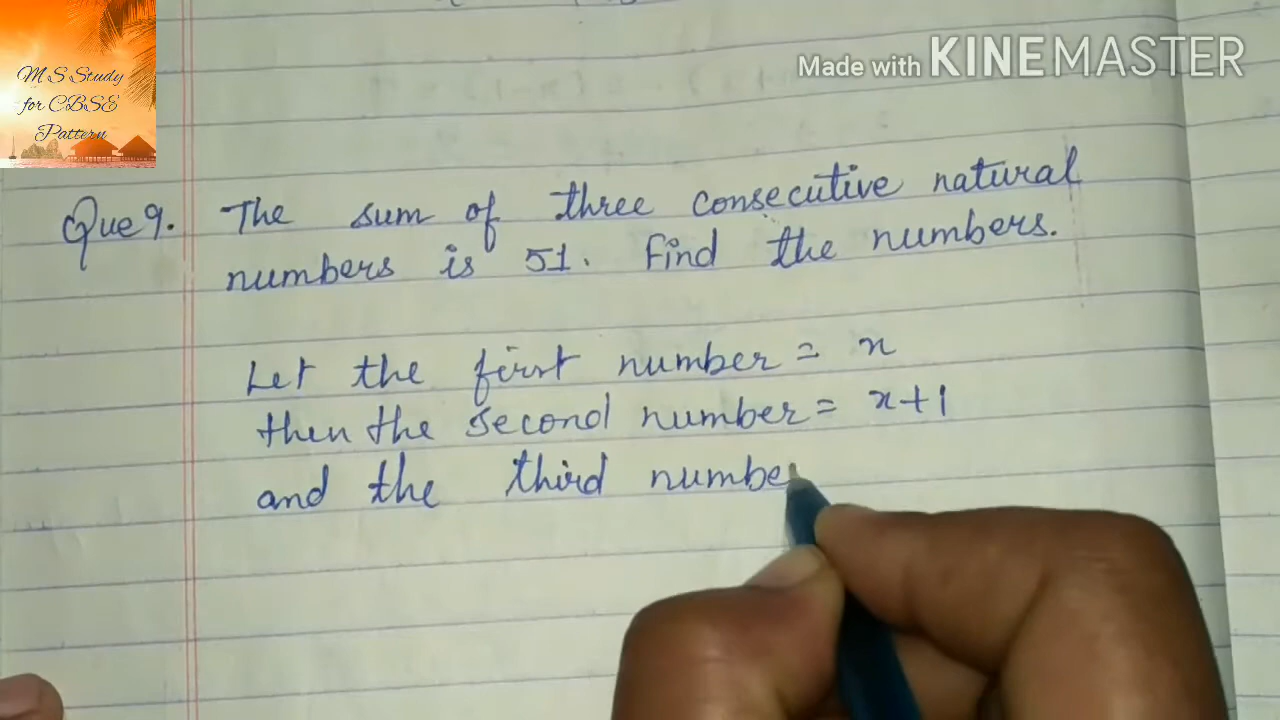 M S Study
for CBSE
Pattern
Made with KINEMASTER
Que 9. The sum of three consecutive natural
numbers is 51. Find the numbers.
Let the first number = x
then the second number = x+1
and the third numbe